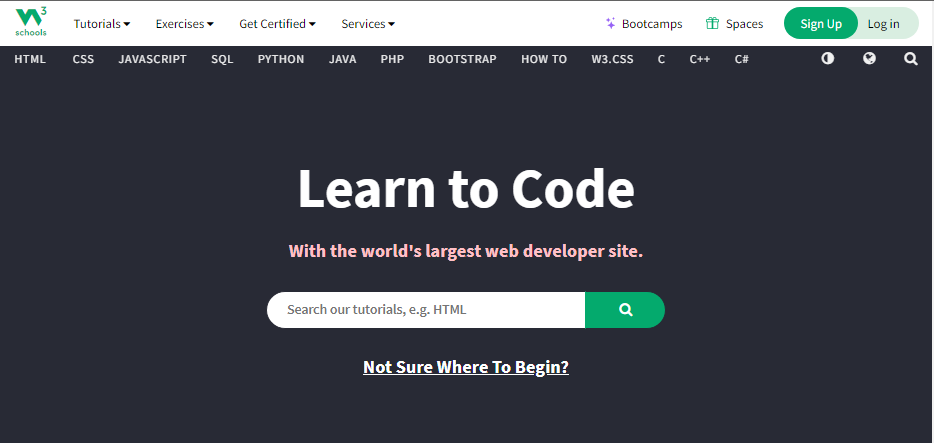 W3 schools Tutorials Exercises Get Certified Services Bootcamps Spaces Sign Up Log in
HTML CSS JAVASCRIPT SQL PYTHON JAVA PHP BOOTSTRAP HOW TO W3.CSS C C++ C#
Learn to Code
With the world's largest web developer site.
Search our tutorials, e.g. HTML
Not Sure Where To Begin?